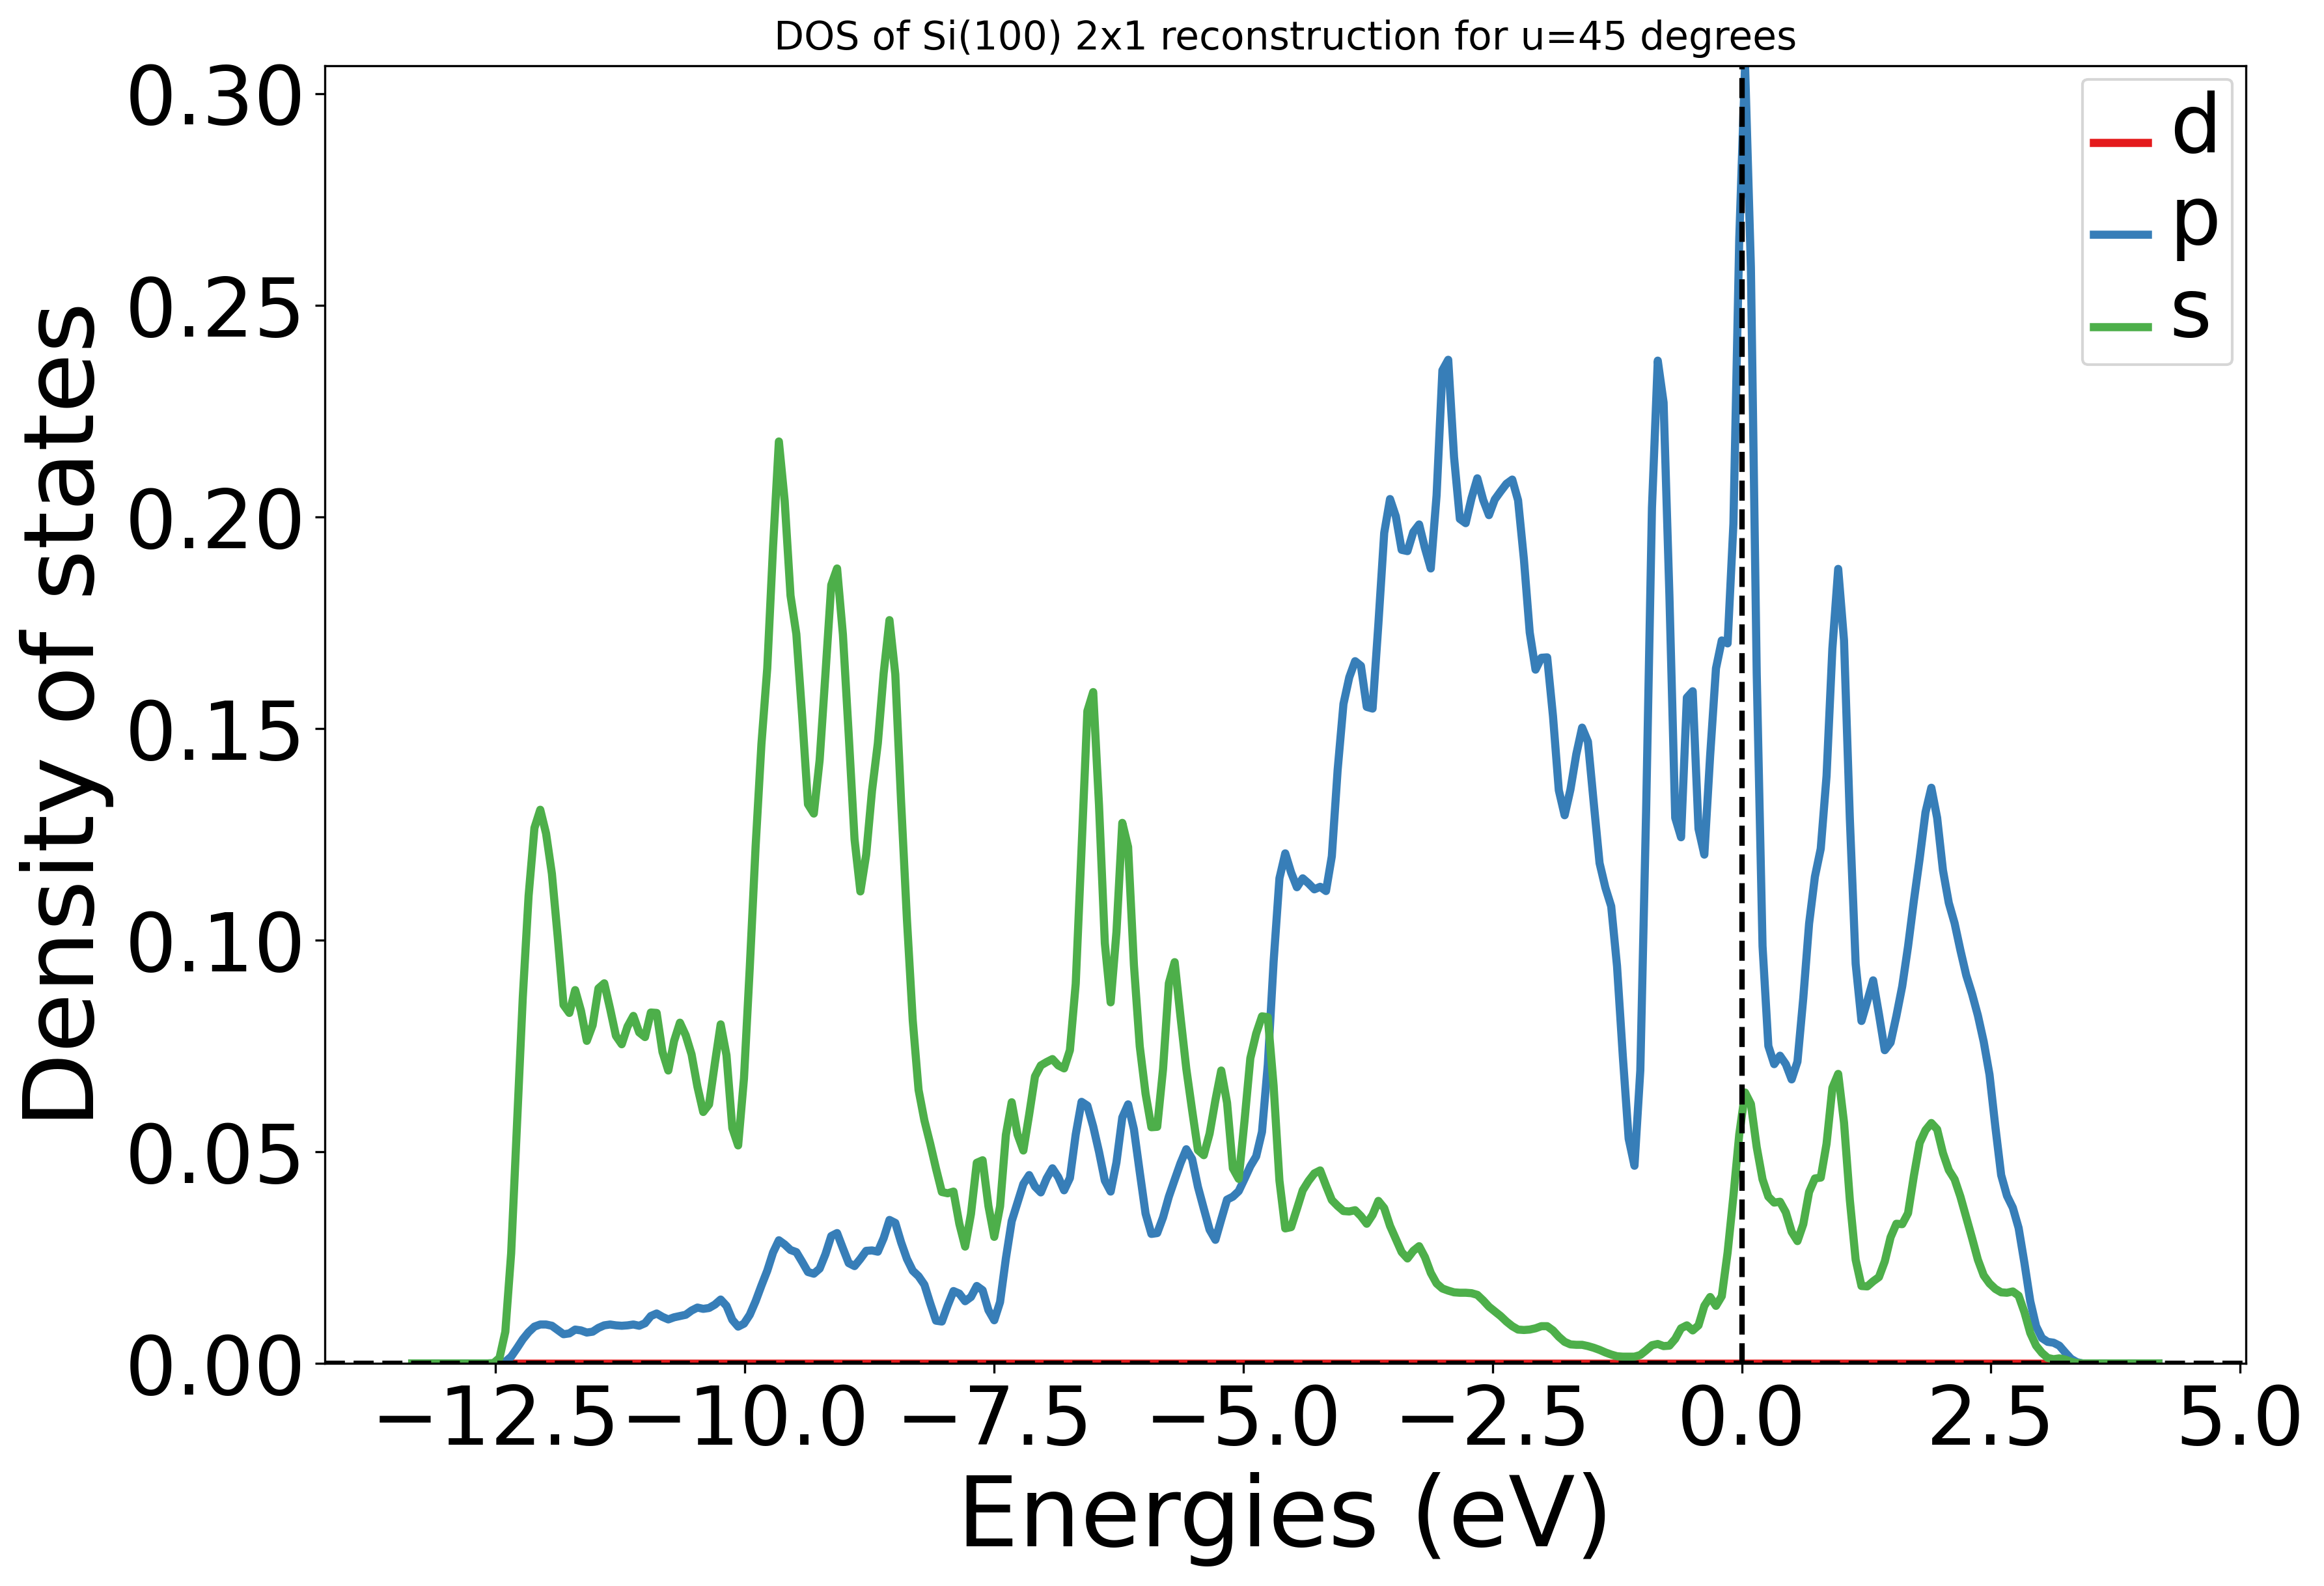 DOS of Si(100) 2x1 reconstruction for u=45 degrees
0.30
0.25
0.20
0.15
0.10
0.05
0.00
Density of states
d
p
s
−12.5 −10.0 −7.5 −5.0 −2.5 0.0 2.5 5.0
Energies (eV)